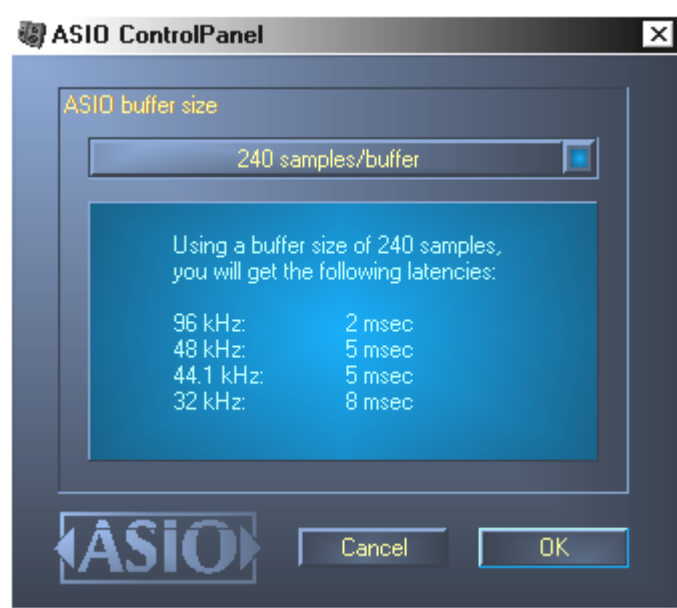 ASIO ControlPanel
ASIO buffer size
240 samples/buffer
Using a buffer size of 240 samples,
you will get the following latencies:
96 kHz: 2 msec
48 kHz: 5 msec
44.1 kHz: 5 msec
32 kHz: 8 msec
ASiO
Cancel
OK